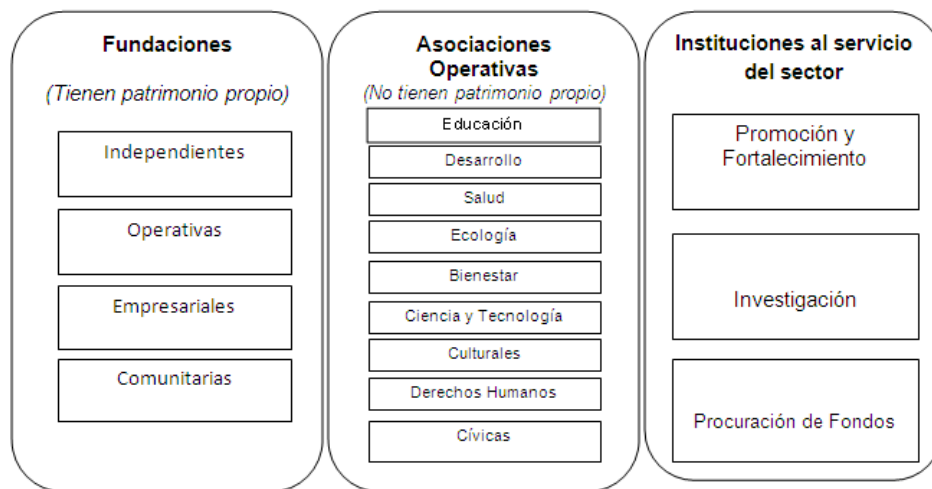 Fundaciones
(Tienen patrimonio propio)
Independientes
Operativas
Empresariales
Comunitarias
Asociaciones
Operativas
(No tienen patrimonio propio)
Educación
Desarrollo
Salud
Ecología
Bienestar
Ciencia y Tecnología
Culturales
Derechos Humanos
Cívicas
Instituciones al servicio
del sector
Promoción y
Fortalecimiento
Investigación
Procuración de Fondos